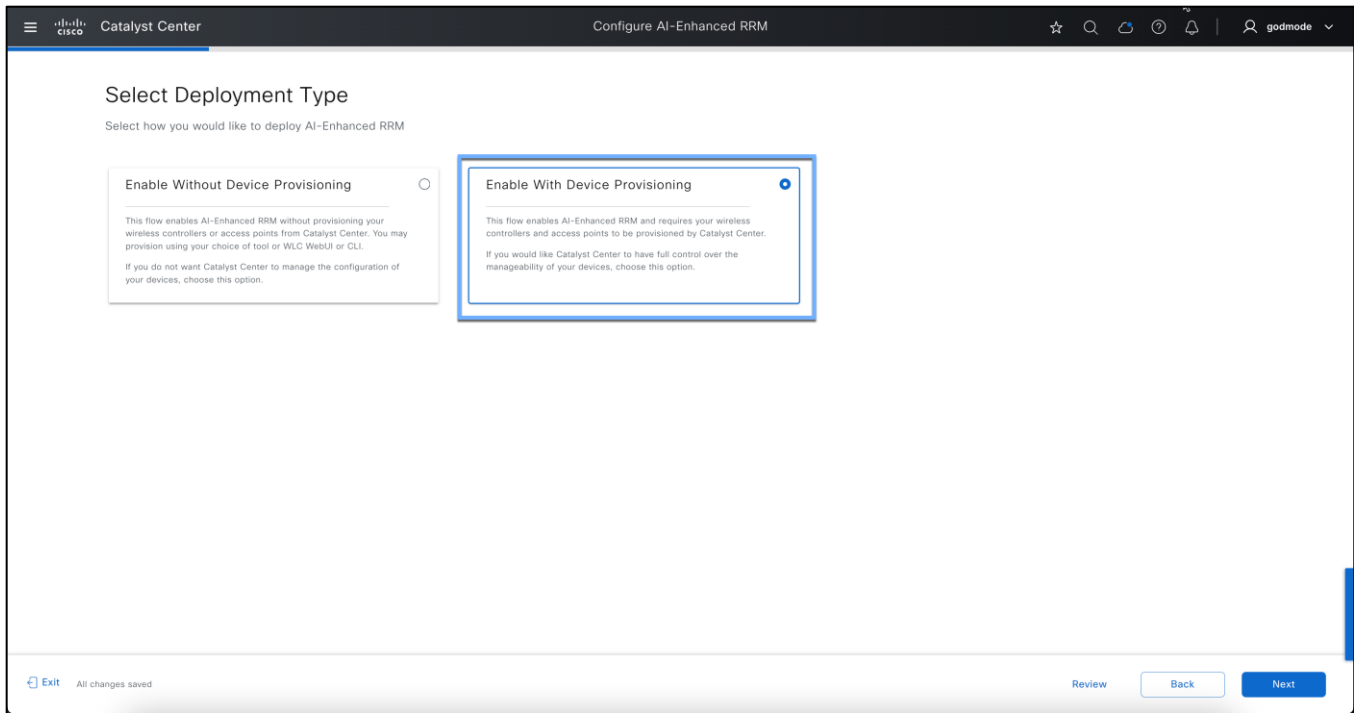 cisco Catalyst Center
Configure AI-Enhanced RRM
godmode
Select Deployment Type
Select how you would like to deploy AI-Enhanced RRM
Enable Without Device Provisioning
This flow enables AI-Enhanced RRM without provisioning your
wireless controllers or access points from Catalyst Center. You may
provision using your choice of tool or WLC WebUI or CLI.
If you do not want Catalyst Center to manage the configuration of
your devices, choose this option.
Enable With Device Provisioning
This flow enables AI-Enhanced RRM and requires your wireless
controllers and access points to be provisioned by Catalyst Center.
If you would like Catalyst Center to have full control over the
manageability of your devices, choose this option.
Exit All changes saved
Review Back Next